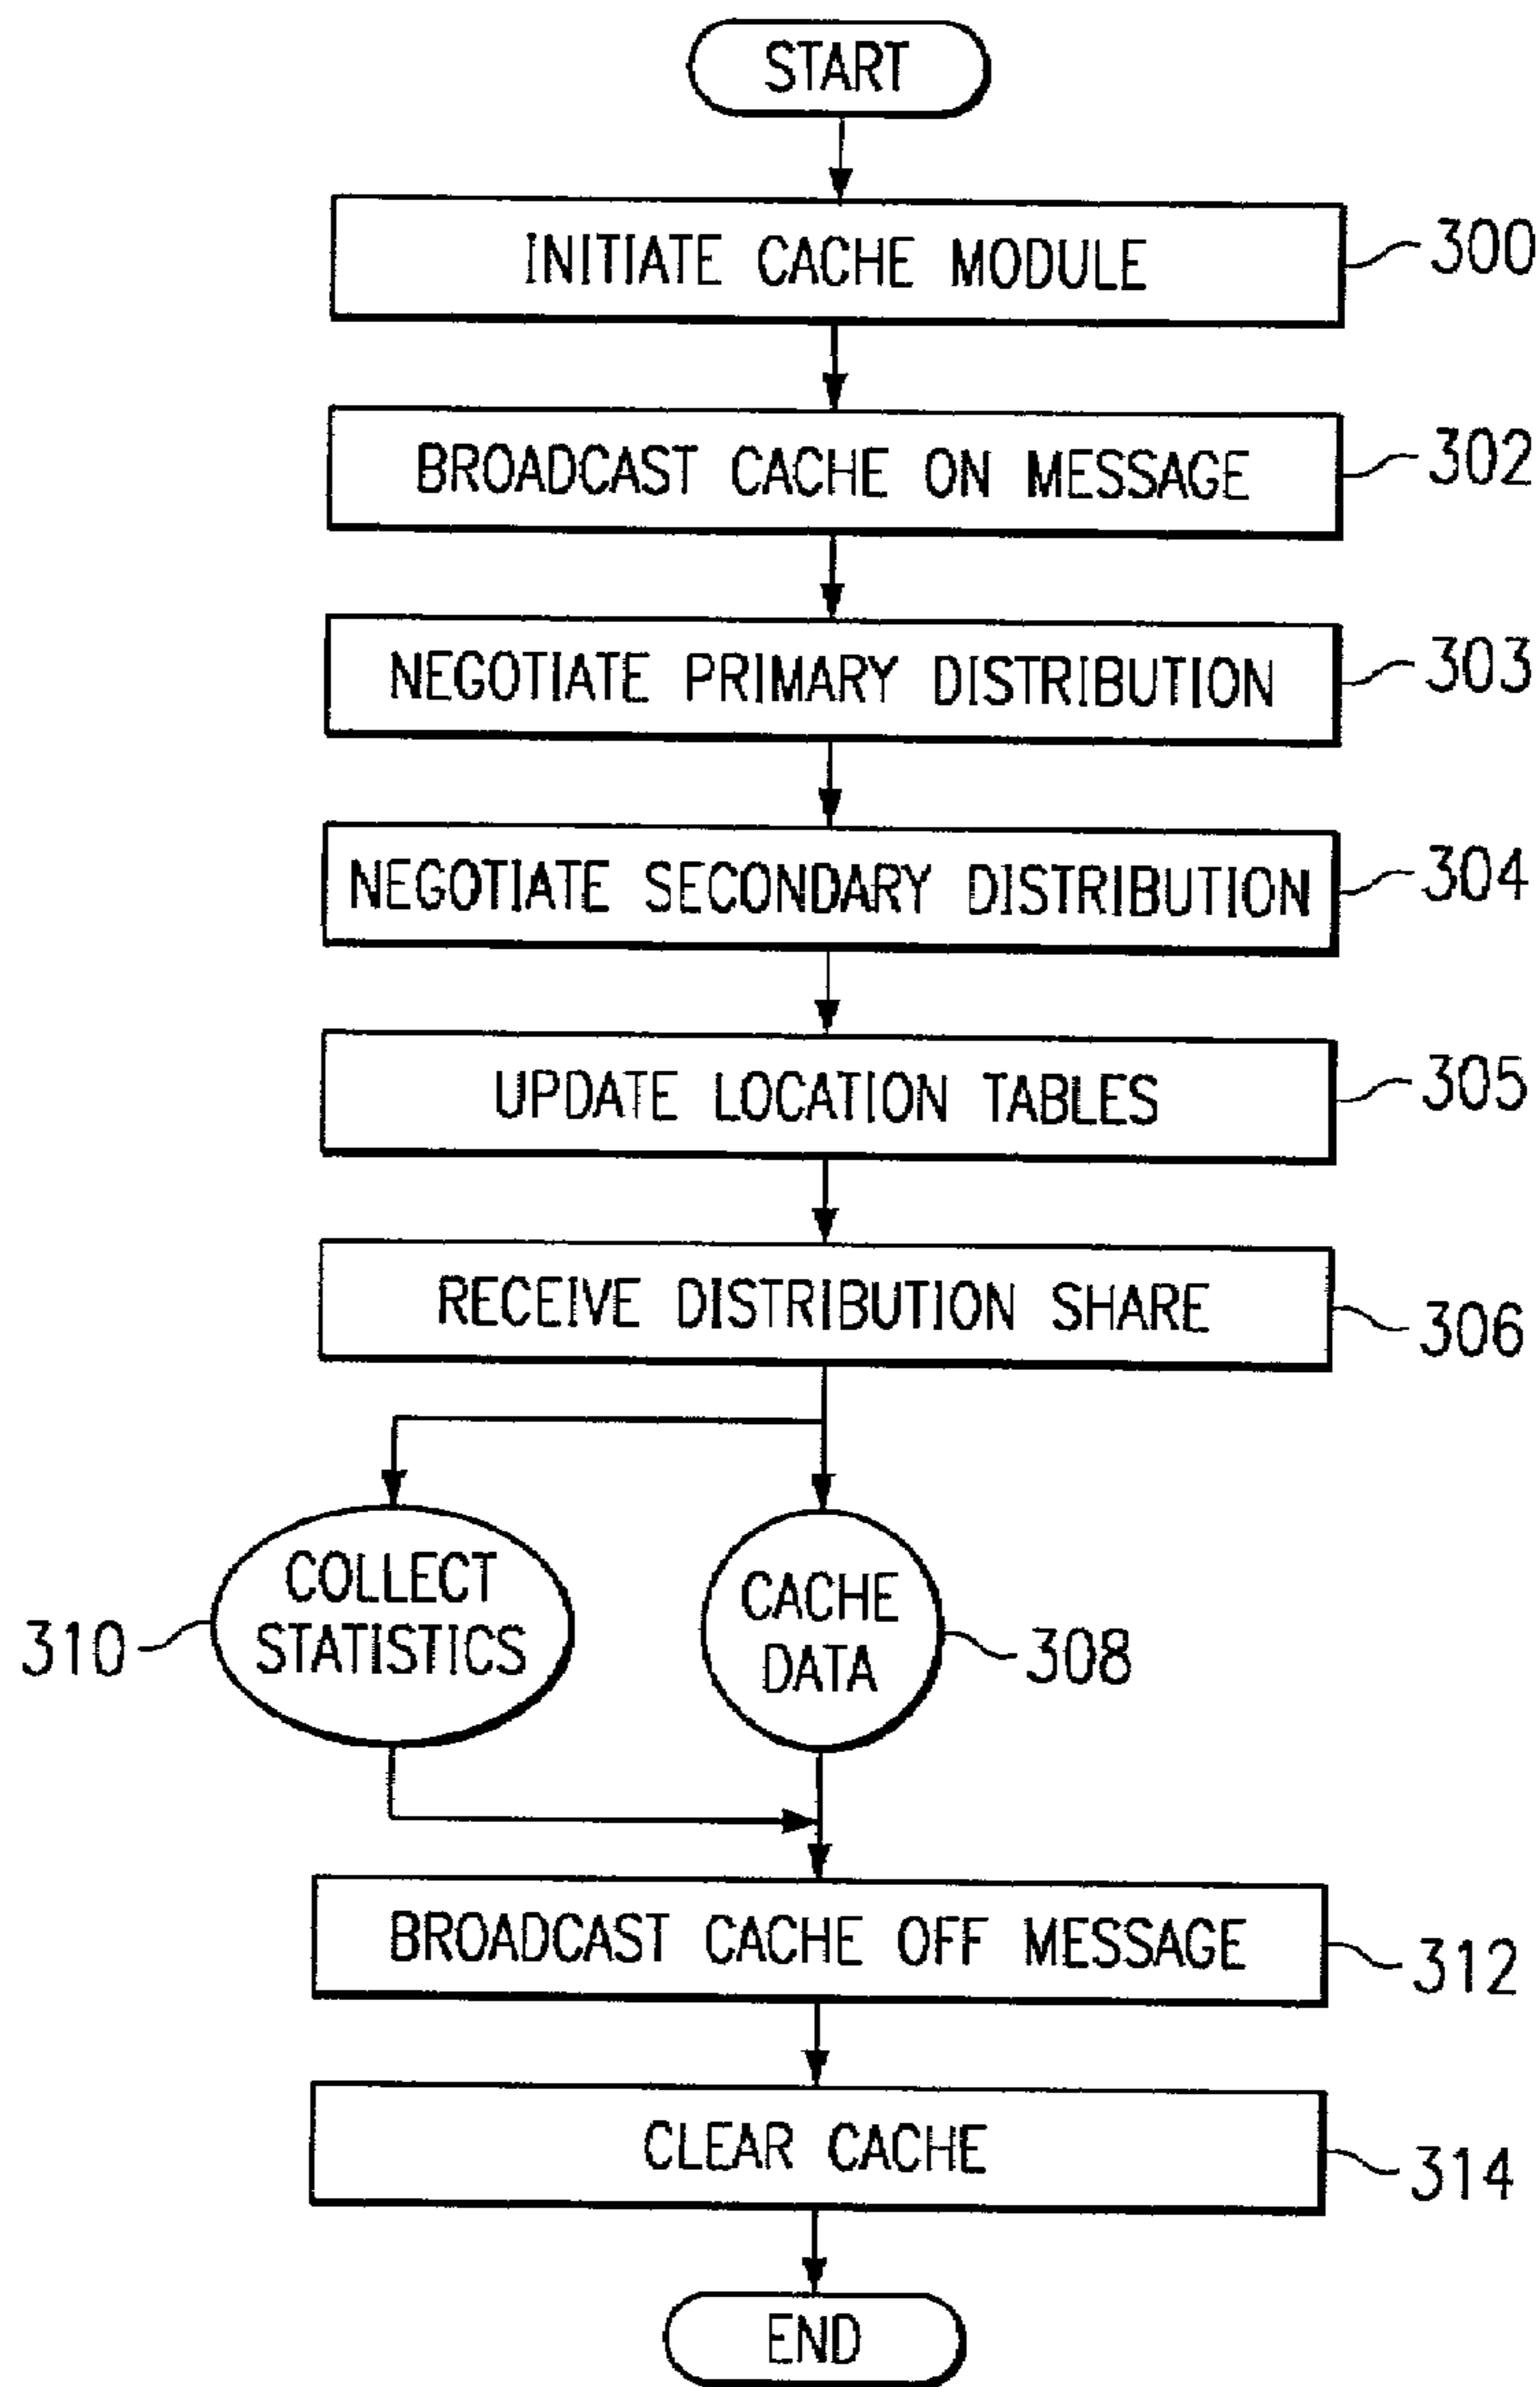 START
INITIATE CACHE MODULE 300
BROADCAST CACHE ON MESSAGE 302
NEGOTIATE PRIMARY DISTRIBUTION 303
NEGOTIATE SECONDARY DISTRIBUTION 304
UPDATE LOCATION TABLES 305
RECEIVE DISTRIBUTION SHARE 306
310 COLLECT
STATISTICS
CACHE
DATA 308
BROADCAST CACHE OFF MESSAGE 312
CLEAR CACHE 314
END